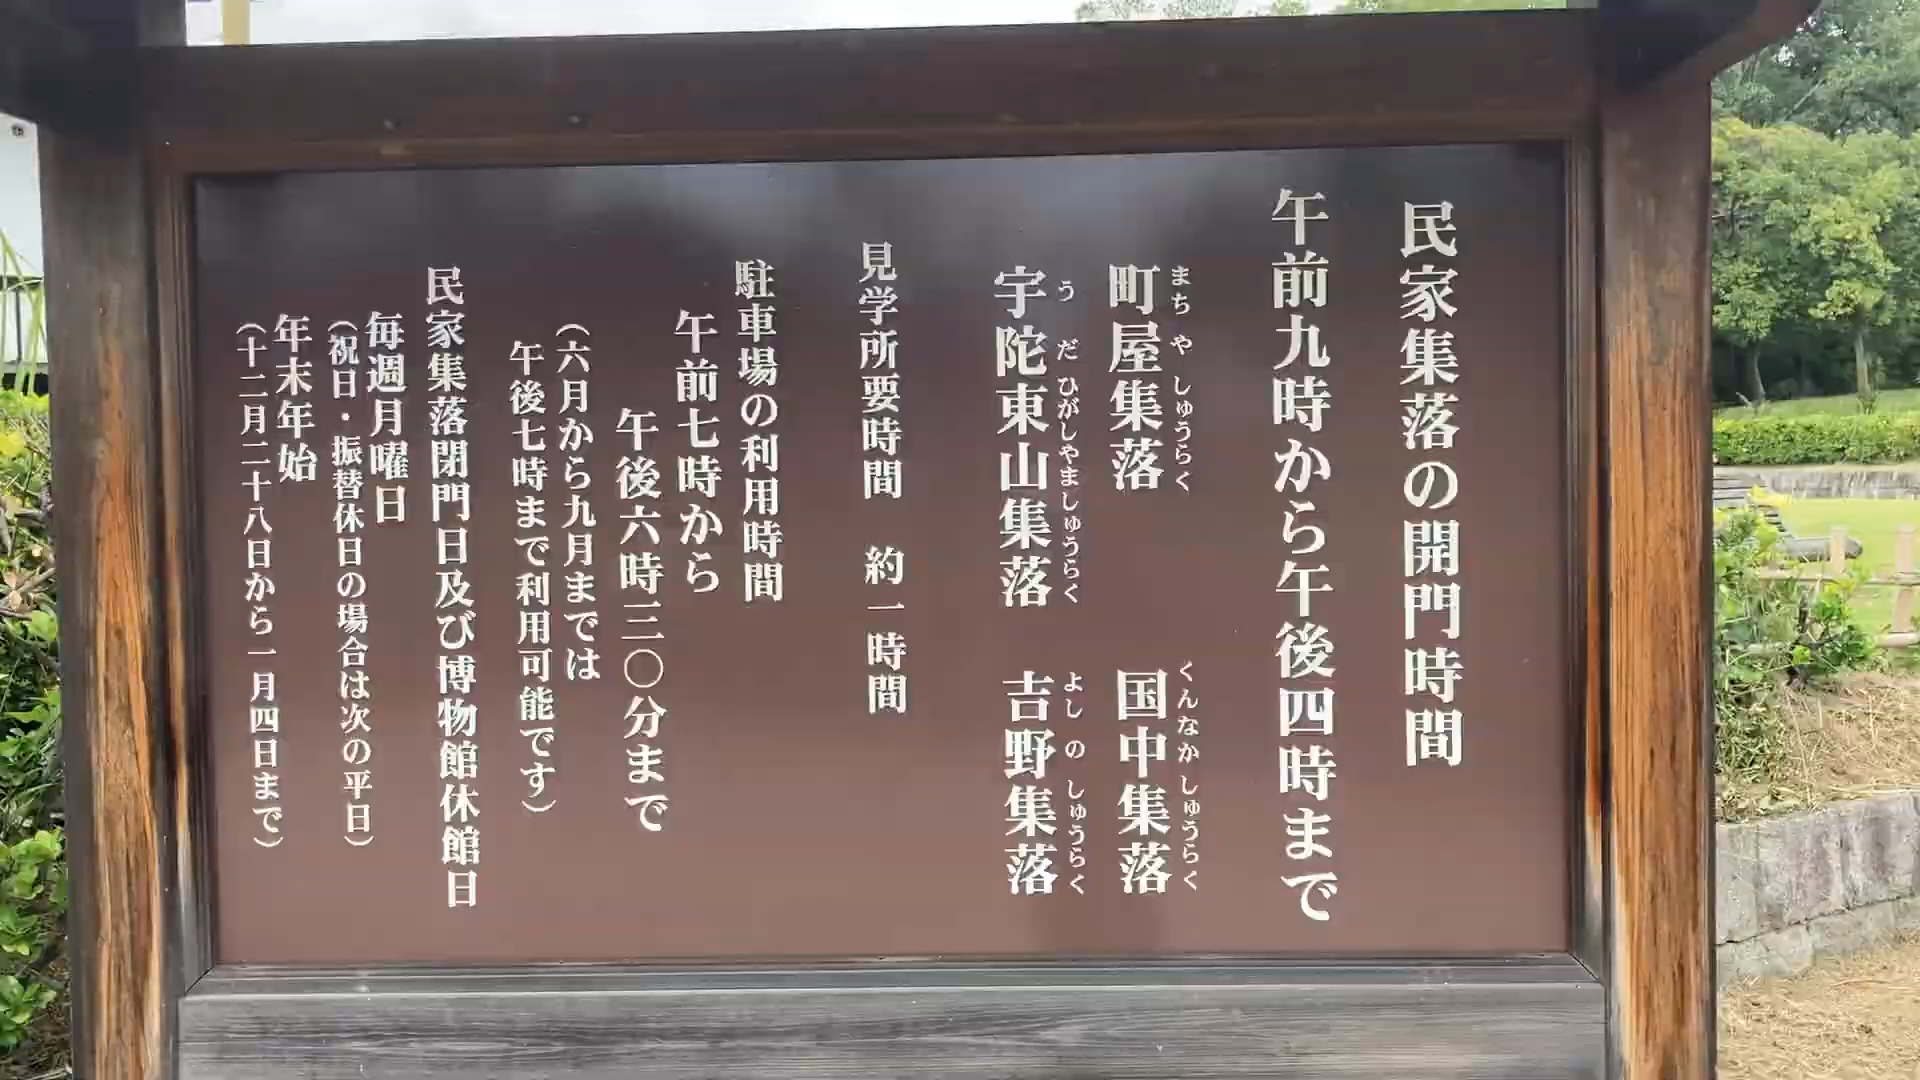 民家集落の開門時間
午前九時から午後四時まで
まちやしゅうらく
町屋集落
くんなかしゅうらく
国中集落
うだひがしやましゅうらく
宇陀東山集落
よしのしゅうらく
吉野集落
見学所要時間 約一時間
駐車場の利用時間
午前七時から
午後六時三〇分まで
（六月から九月までは
午後七時まで利用可能です）
民家集落閉門日及び博物館休館日
毎週月曜日
（祝日・振替休日の場合は次の平日）
年末年始
（十二月二十八日から一月四日まで）